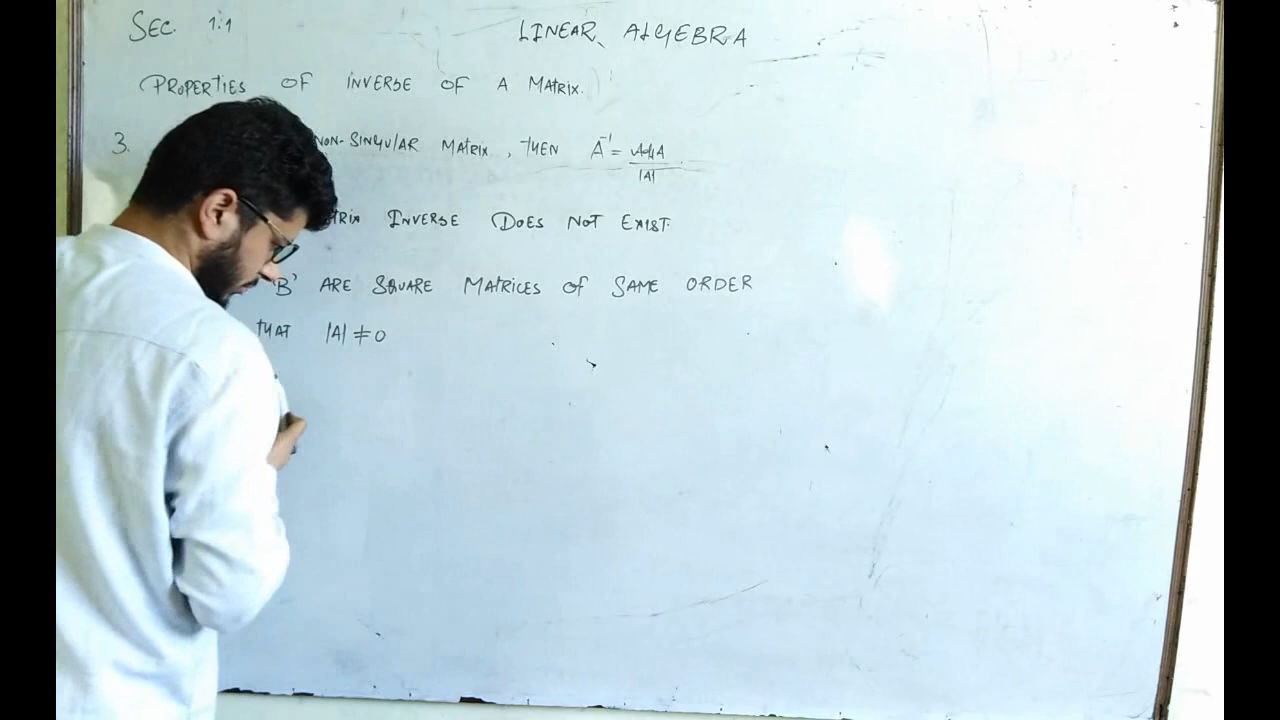 SEC. 1:1 LINEAR ALGEBRA
PROPERTIES OF INVERSE OF A MATRIX.
3. NON-SINGULAR MATRIX, THEN A⁻¹ = AdjA / |A|
INVERSE DOES NOT EXIST.
B' ARE SQUARE MATRICES OF SAME ORDER
THAT |A| ≠ 0